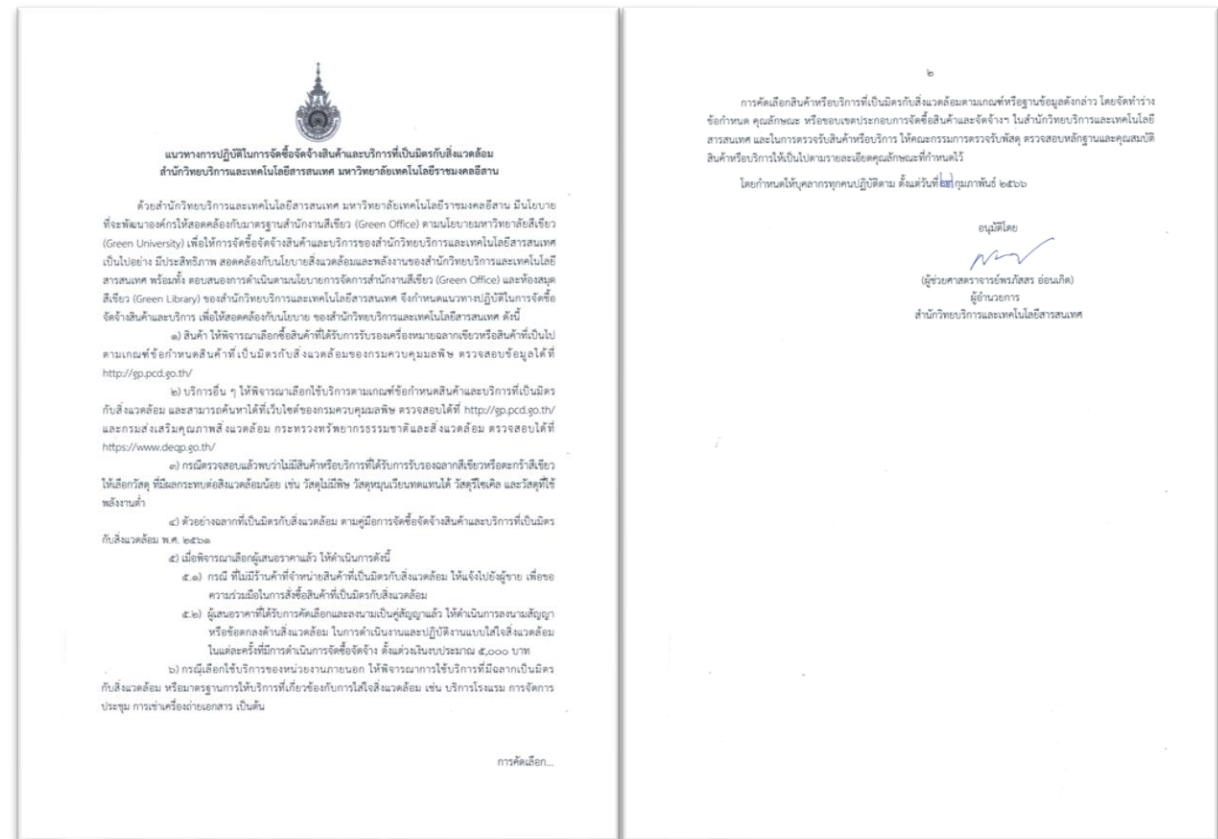 แนวทางการปฏิบัติในการจัดซื้อจัดจ้างสินค้าและบริการที่เป็นมิตรกับสิ่งแวดล้อม
สำนักวิทยบริการและเทคโนโลยีสารสนเทศ มหาวิทยาลัยเทคโนโลยีราชมงคลอีสาน
ด้วยสำนักวิทยบริการและเทคโนโลยีสารสนเทศ มหาวิทยาลัยเทคโนโลยีราชมงคลอีสาน มีนโยบาย
ที่จะพัฒนาองค์กรให้สอดคล้องกับมาตรฐานสำนักงานสีเขียว (Green Office) ตามนโยบายมหาวิทยาลัยสีเขียว
(Green University) เพื่อให้การจัดซื้อจัดจ้างสินค้าและบริการของสำนักวิทยบริการและเทคโนโลยีสารสนเทศ
เป็นไปอย่าง มีประสิทธิภาพ สอดคล้องกับนโยบายสิ่งแวดล้อมและพลังงานของสำนักวิทยบริการและเทคโนโลยี
สารสนเทศ พร้อมทั้ง ตอบสนองการดำเนินตามนโยบายการจัดการสำนักงานสีเขียว (Green Office) และห้องสมุด
สีเขียว (Green Library) ของสำนักวิทยบริการและเทคโนโลยีสารสนเทศ จึงกำหนดแนวทางปฏิบัติในการจัดซื้อ
จัดจ้างสินค้าและบริการ เพื่อให้สอดคล้องกับนโยบาย ของสำนักวิทยบริการและเทคโนโลยีสารสนเทศ ดังนี้
๑) สินค้า ให้พิจารณาเลือกซื้อสินค้าที่ได้รับการรับรองเครื่องหมายฉลากเขียวหรือสินค้าที่เป็นไป
ตามเกณฑ์ข้อกำหนดสินค้าที่เป็นมิตรกับสิ่งแวดล้อมของกรมควบคุมมลพิษ ตรวจสอบข้อมูลได้ที่
http://gp.pcd.go.th/
๒) บริการอื่น ๆ ให้พิจารณาเลือกใช้บริการตามเกณฑ์ข้อกำหนดสินค้าและบริการที่เป็นมิตร
กับสิ่งแวดล้อม และสามารถค้นหาได้ที่เว็บไซต์ของกรมควบคุมมลพิษ ตรวจสอบได้ที่ http://gp.pcd.go.th/
และกรมส่งเสริมคุณภาพสิ่งแวดล้อม กระทรวงทรัพยากรธรรมชาติและสิ่งแวดล้อม ตรวจสอบได้ที่
https://www.deqp.go.th/
๓) กรณีตรวจสอบแล้วพบว่าไม่มีสินค้าหรือบริการที่ได้รับการรับรองฉลากสีเขียวหรือตะกร้าสีเขียว
ให้เลือกวัสดุ ที่มีผลกระทบต่อสิ่งแวดล้อมน้อย เช่น วัสดุไม่มีพิษ วัสดุหมุนเวียนทดแทนได้ วัสดุรีไซเคิล และวัสดุที่ใช้
พลังงานต่ำ
๔) ตัวอย่างฉลากที่เป็นมิตรกับสิ่งแวดล้อม ตามคู่มือการจัดซื้อจัดจ้างสินค้าและบริการที่เป็นมิตร
กับสิ่งแวดล้อม พ.ศ. ๒๕๖๑
๕) เมื่อพิจารณาเลือกผู้เสนอราคาแล้ว ให้ดำเนินการดังนี้
๕.๑) กรณี ที่ไม่มีร้านค้าที่จำหน่ายสินค้าที่เป็นมิตรกับสิ่งแวดล้อม ให้แจ้งไปยังผู้ขาย เพื่อขอ
ความร่วมมือในการสั่งซื้อสินค้าที่เป็นมิตรกับสิ่งแวดล้อม
๕.๒) ผู้เสนอราคาที่ได้รับการคัดเลือกและลงนามเป็นคู่สัญญาแล้ว ให้ดำเนินการลงนามสัญญา
หรือข้อตกลงด้านสิ่งแวดล้อม ในการดำเนินงานและปฏิบัติงานแบบใส่ใจสิ่งแวดล้อม
ในแต่ละครั้งที่มีการดำเนินการจัดซื้อจัดจ้าง ตั้งแต่วงเงินงบประมาณ ๕,๐๐๐ บาท
๖) กรณีเลือกใช้บริการของหน่วยงานภายนอก ให้พิจารณาการใช้บริการที่มีฉลากเป็นมิตร
กับสิ่งแวดล้อม หรือมาตรฐานการให้บริการที่เกี่ยวข้องกับการใส่ใจสิ่งแวดล้อม เช่น บริการโรงแรม การจัดการ
ประชุม การเช่าเครื่องถ่ายเอกสาร เป็นต้น
การคัดเลือก...
๒
การคัดเลือกสินค้าหรือบริการที่เป็นมิตรกับสิ่งแวดล้อมตามเกณฑ์หรือฐานข้อมูลดังกล่าว โดยจัดทำร่าง
ข้อกำหนด คุณลักษณะ หรือขอบเขตประกอบการจัดซื้อสินค้าและจัดจ้างฯ ในสำนักวิทยบริการและเทคโนโลยี
สารสนเทศ และในการตรวจรับสินค้าหรือบริการ ให้คณะกรรมการตรวจรับพัสดุ ตรวจสอบหลักฐานและคุณสมบัติ
สินค้าหรือบริการให้เป็นไปตามรายละเอียดคุณลักษณะที่กำหนดไว้
โดยกำหนดให้บุคลากรทุกคนปฏิบัติตาม ตั้งแต่วันที่ กุมภาพันธ์ ๒๕๖๖
อนุมัติโดย
(ผู้ช่วยศาสตราจารย์พรภัสสร อ่อนเกิด)
ผู้อำนวยการ
สำนักวิทยบริการและเทคโนโลยีสารสนเทศ